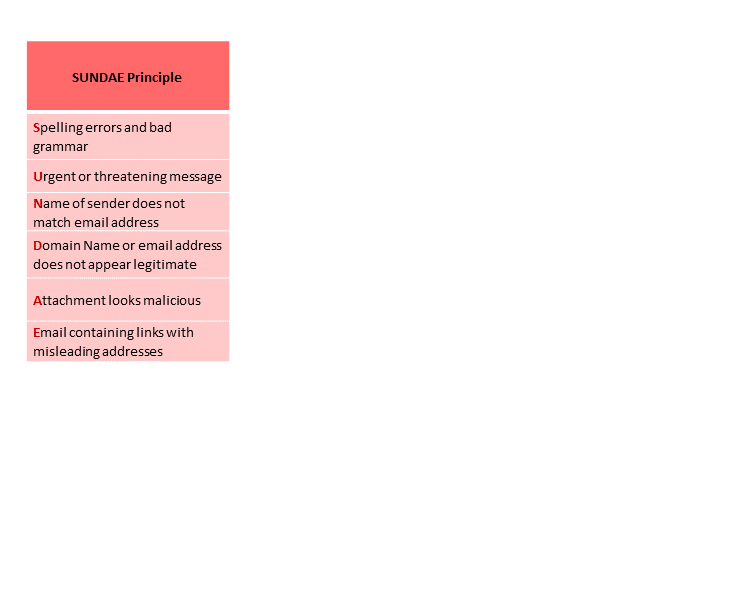 SUNDAE Principle
Spelling errors and bad
grammar
Urgent or threatening message
Name of sender does not
match email address
Domain Name or email address
does not appear legitimate
Attachment looks malicious
Email containing links with
misleading addresses